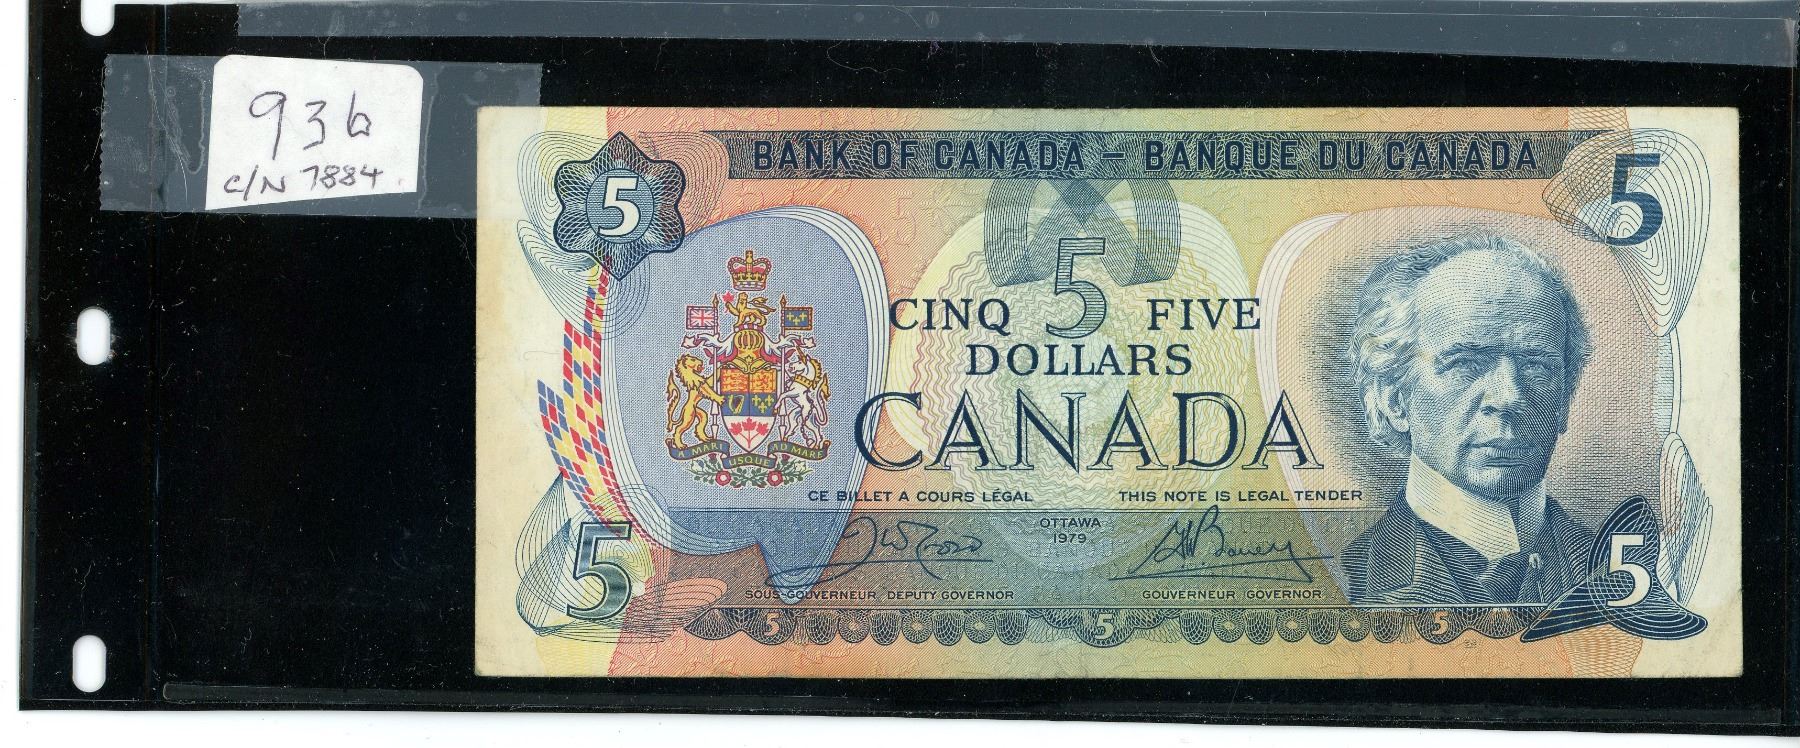 936
C/N 7884.
BANK OF CANADA – BANQUE DU CANADA
5
5
5
CINQ FIVE
DOLLARS
CANADA
A MARI USQUE AD MARE
CE BILLET A COURS LÉGAL
THIS NOTE IS LEGAL TENDER
OTTAWA
1979
SOUS-GOUVERNEUR DEPUTY GOVERNOR
GOUVERNEUR GOVERNOR
5
5
5
5
5